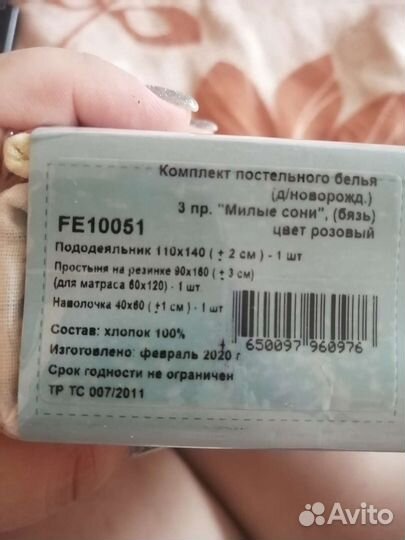 Комплект постельного белья
(д/новорожд.)
3 пр. "Милые сони", (бязь)
FE10051
цвет розовый
Пододеяльник 110х140 ( ± 2 см ) - 1 шт
Простыня на резинке 90х160 ( ± 3 см)
(для матраса 60х120) - 1 шт
Наволочка 40х60 ( ±1 см ) - 1 шт
Состав: хлопок 100%
Изготовлено: февраль 2020 г
Срок годности не ограничен
ТР ТС 007/2011
650097 960976
Avito